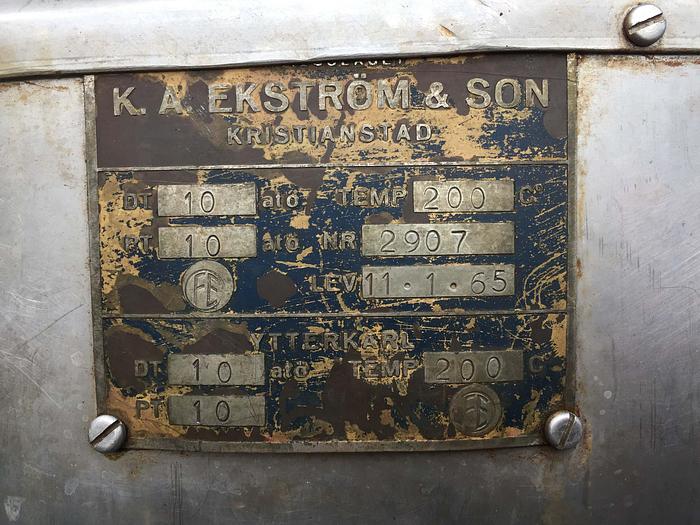 K. A. EKSTRÖM & SON
KRISTIANSTAD
DT 10 atö TEMP 200 C°
PT. 10 atö NR. 2907
LEV 11 · 1 · 65
YTTERKÄRL
DT 10 atö TEMP 200 C°
PT 10